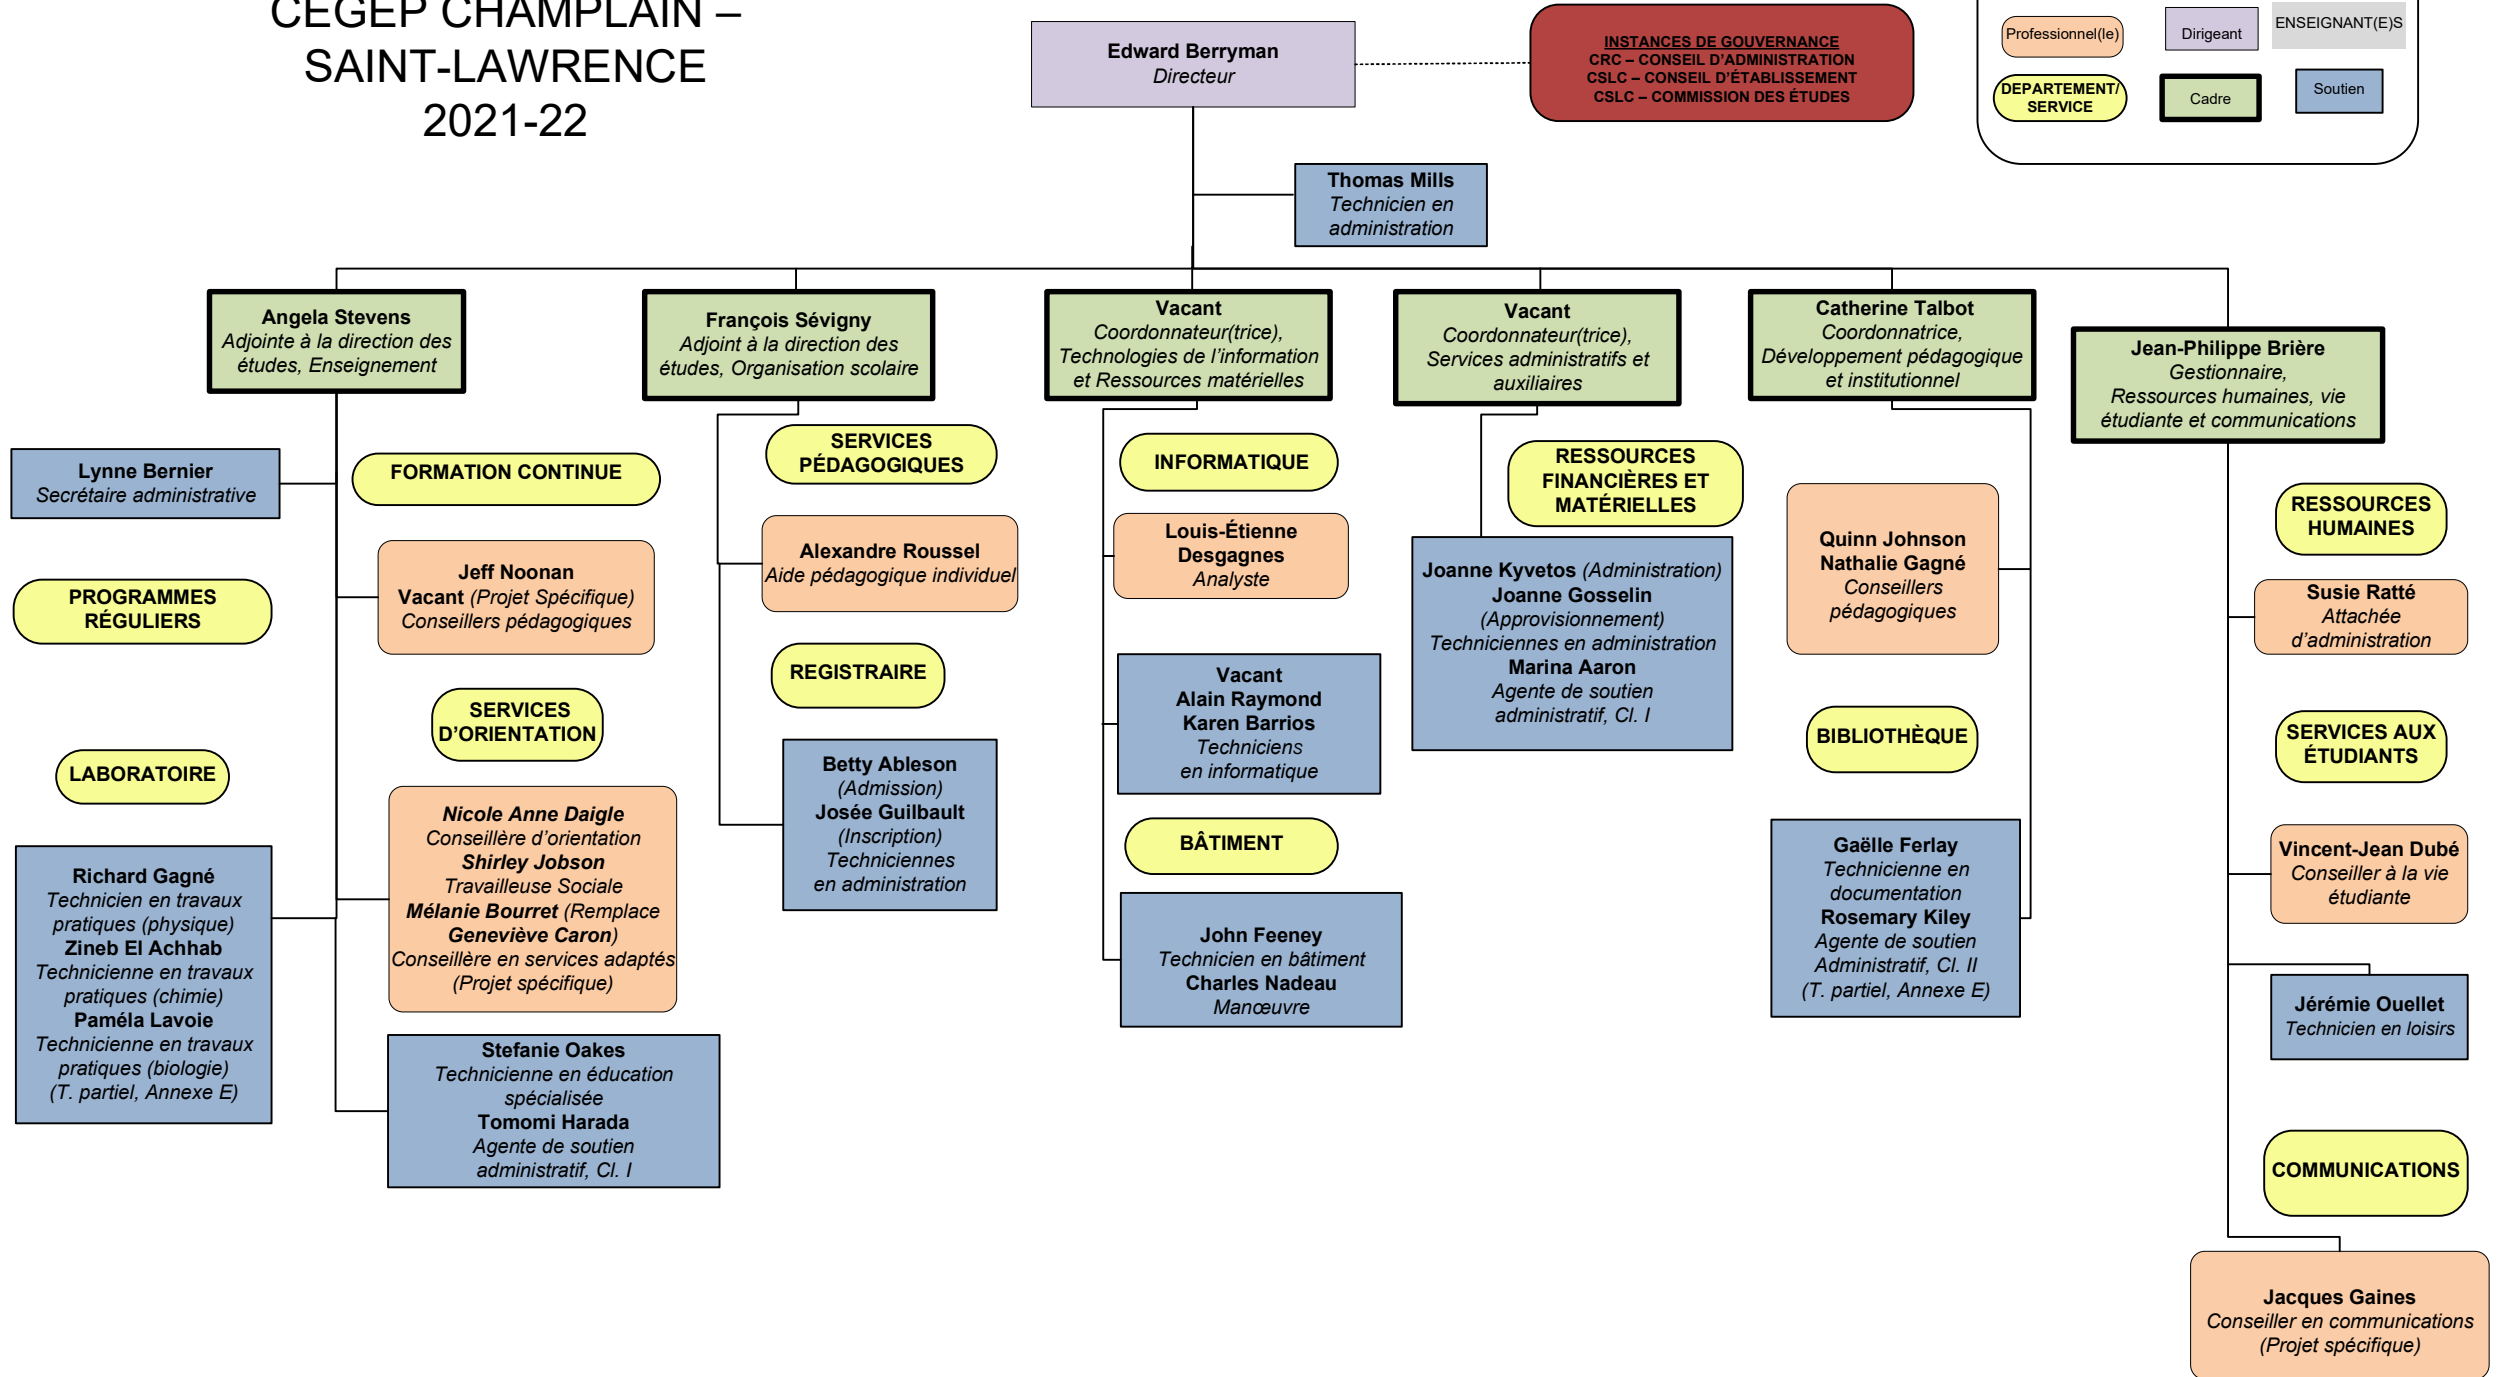 CEGEP CHAMPLAIN –
SAINT-LAWRENCE
2021-22
Edward Berryman
Directeur
INSTANCES DE GOUVERNANCE
CRC – CONSEIL D'ADMINISTRATION
CSLC – CONSEIL D'ÉTABLISSEMENT
CSLC – COMMISSION DES ÉTUDES
Professionnel(le)
Dirigeant
ENSEIGNANT(E)S
DEPARTEMENT/
SERVICE
Cadre
Soutien
Thomas Mills
Technicien en
administration
Angela Stevens
Adjointe à la direction des
études, Enseignement
François Sévigny
Adjoint à la direction des
études, Organisation scolaire
Vacant
Coordonnateur(trice),
Technologies de l'information
et Ressources matérielles
Vacant
Coordonnateur(trice),
Services administratifs et
auxiliaires
Catherine Talbot
Coordonnatrice,
Développement pédagogique
et institutionnel
Jean-Philippe Brière
Gestionnaire,
Ressources humaines, vie
étudiante et communications
Lynne Bernier
Secrétaire administrative
PROGRAMMES
RÉGULIERS
LABORATOIRE
Richard Gagné
Technicien en travaux
pratiques (physique)
Zineb El Achhab
Technicienne en travaux
pratiques (chimie)
Paméla Lavoie
Technicienne en travaux
pratiques (biologie)
(T. partiel, Annexe E)
FORMATION CONTINUE
Jeff Noonan
Vacant (Projet Spécifique)
Conseillers pédagogiques
SERVICES
D'ORIENTATION
Nicole Anne Daigle
Conseillère d'orientation
Shirley Jobson
Travailleuse Sociale
Mélanie Bourret (Remplace
Geneviève Caron)
Conseillère en services adaptés
(Projet spécifique)
Stefanie Oakes
Technicienne en éducation
spécialisée
Tomomi Harada
Agente de soutien
administratif, Cl. I
SERVICES
PÉDAGOGIQUES
Alexandre Roussel
Aide pédagogique individuel
REGISTRAIRE
Betty Ableson
(Admission)
Josée Guilbault
(Inscription)
Techniciennes
en administration
INFORMATIQUE
Louis-Étienne
Desgagnes
Analyste
Vacant
Alain Raymond
Karen Barrios
Techniciens
en informatique
BÂTIMENT
John Feeney
Technicien en bâtiment
Charles Nadeau
Manœuvre
RESSOURCES
FINANCIÈRES ET
MATÉRIELLES
Joanne Kyvetos (Administration)
Joanne Gosselin
(Approvisionnement)
Techniciennes en administration
Marina Aaron
Agente de soutien
administratif, Cl. I
Quinn Johnson
Nathalie Gagné
Conseillers
pédagogiques
BIBLIOTHÈQUE
Gaëlle Ferlay
Technicienne en
documentation
Rosemary Kiley
Agente de soutien
Administratif, Cl. II
(T. partiel, Annexe E)
RESSOURCES
HUMAINES
Susie Ratté
Attachée
d'administration
SERVICES AUX
ÉTUDIANTS
Vincent-Jean Dubé
Conseiller à la vie
étudiante
Jérémie Ouellet
Technicien en loisirs
COMMUNICATIONS
Jacques Gaines
Conseiller en communications
(Projet spécifique)